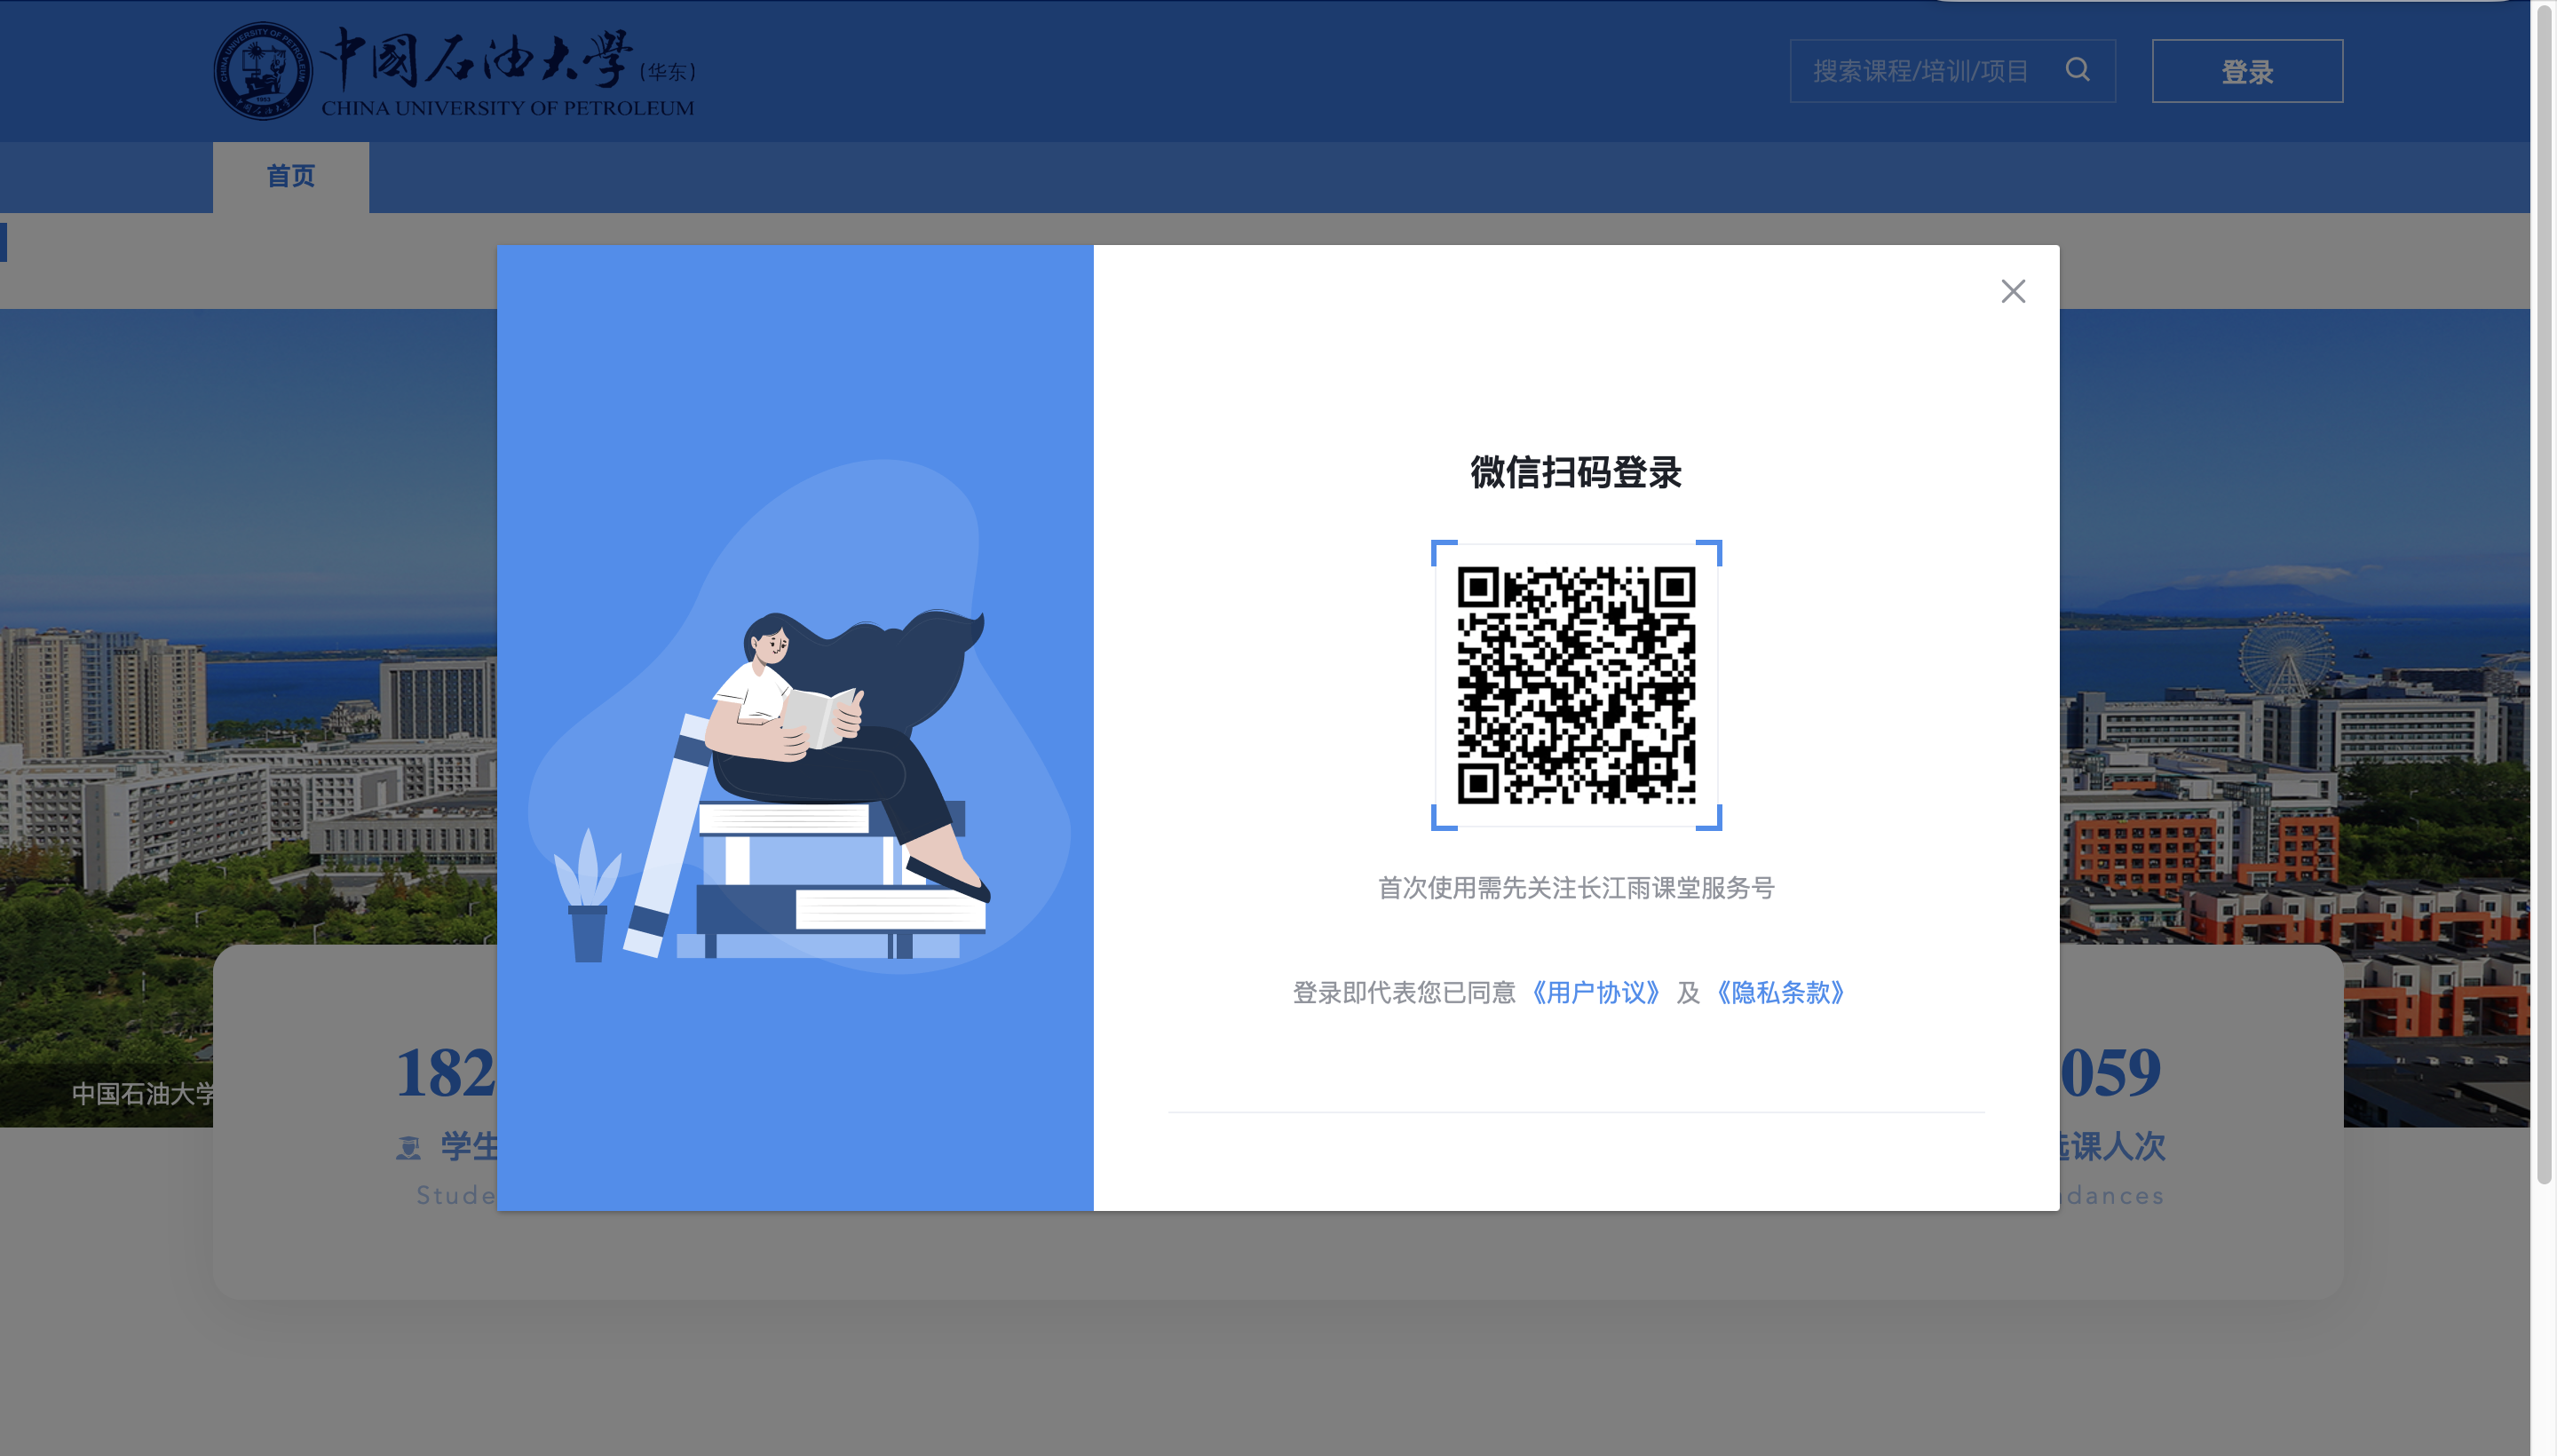 中國石油大學(华东)
CHINA UNIVERSITY OF PETROLEUM
搜索课程/培训/项目
登录
首页
微信扫码登录
首次使用需先关注长江雨课堂服务号
登录即代表您已同意《用户协议》 及 《隐私条款》
中国石油大学
182
059
学生
选课人次
Stude
dances